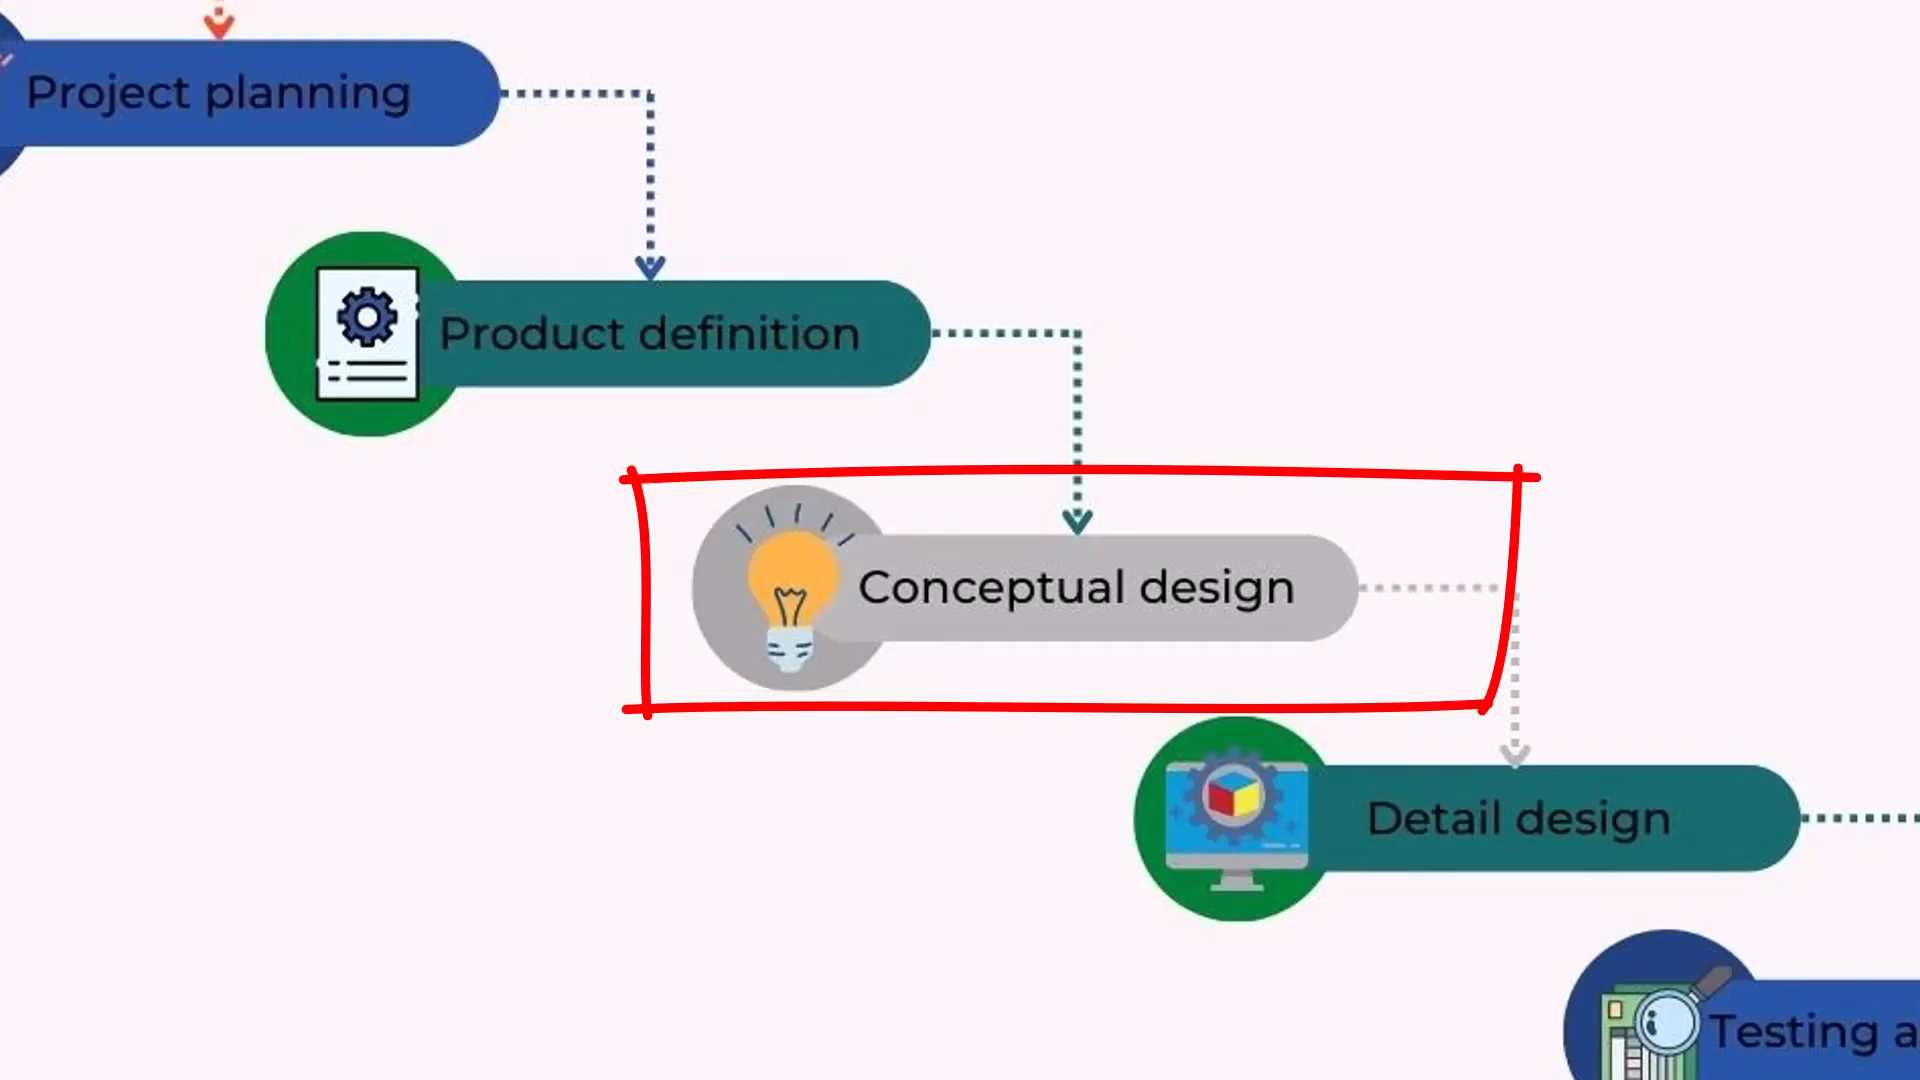 Project planning
Product definition
Conceptual design
Detail design
Testing a